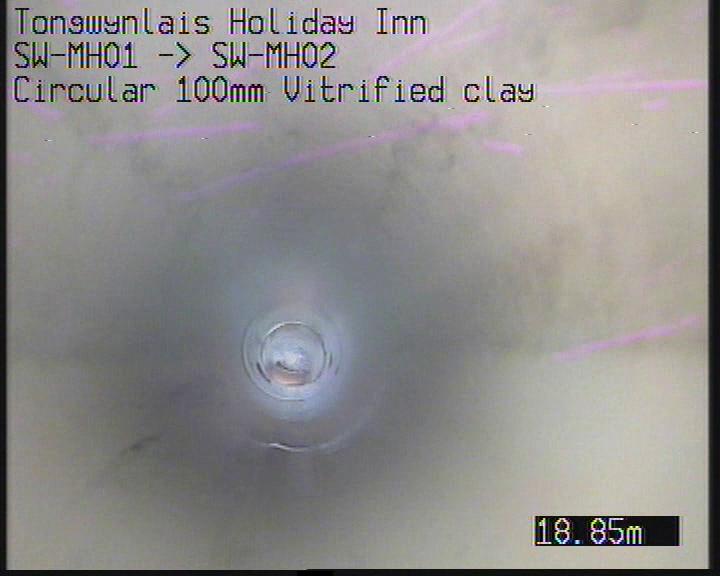 Tongwynlais Holiday Inn
SW-MH01 -> SW-MH02
Circular 100mm Vitrified clay
18.85m